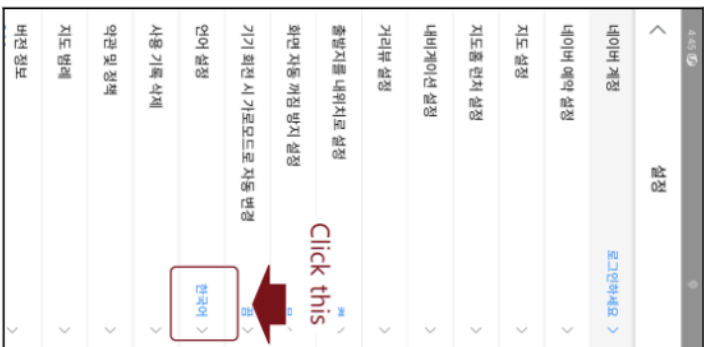 4:45
설정
네이버 계정
로그인하세요
네이버 예약 설정
지도 설정
지도홈 런처 설정
내비게이션 설정
거리뷰 설정
출발지를 내위치로 설정
Click this
화면 자동 꺼짐 방지 설정
기기 회전 시 가로모드로 자동 변경
끔
언어 설정
한국어
사용 기록 삭제
약관 및 정책
지도 범례
버전 정보